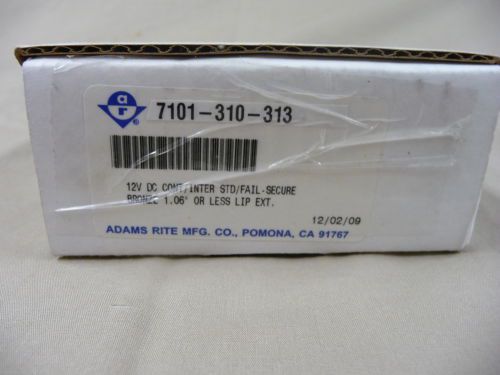 ar®
7101-310-313
12V DC CONT/INTER STD/FAIL-SECURE
BRONZE 1.06" OR LESS LIP EXT.
12/02/09
ADAMS RITE MFG. CO., POMONA, CA 91767